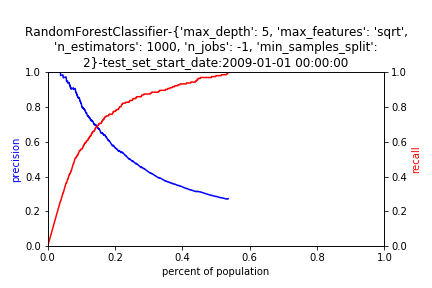 RandomForestClassifier-{'max_depth': 5, 'max_features': 'sqrt',
'n_estimators': 1000, 'n_jobs': -1, 'min_samples_split':
2}-test_set_start_date:2009-01-01 00:00:00
1.0
0.8
0.6
0.4
0.2
0.0
precision
1.0
0.8
0.6
0.4
0.2
0.0
recall
0.0 0.2 0.4 0.6 0.8 1.0
percent of population